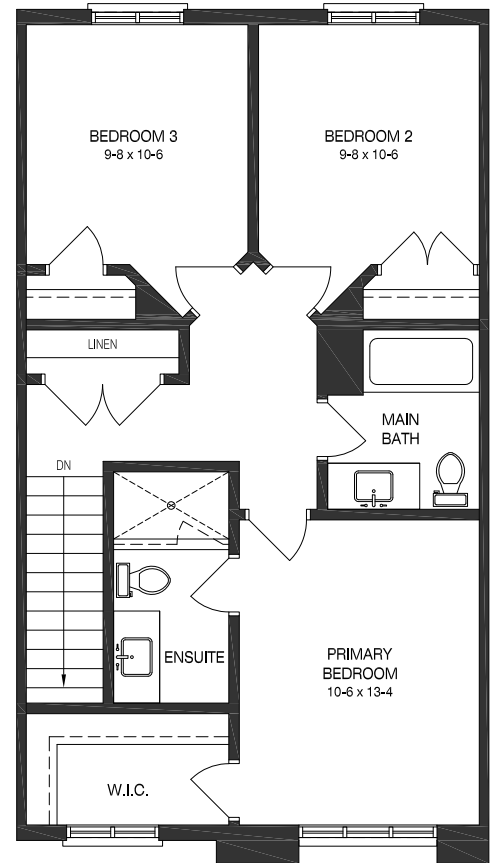 BEDROOM 3
9-8 x 10-6
BEDROOM 2
9-8 x 10-6
LINEN
MAIN
BATH
DN
ENSUITE
PRIMARY
BEDROOM
10-6 x 13-4
W.I.C.